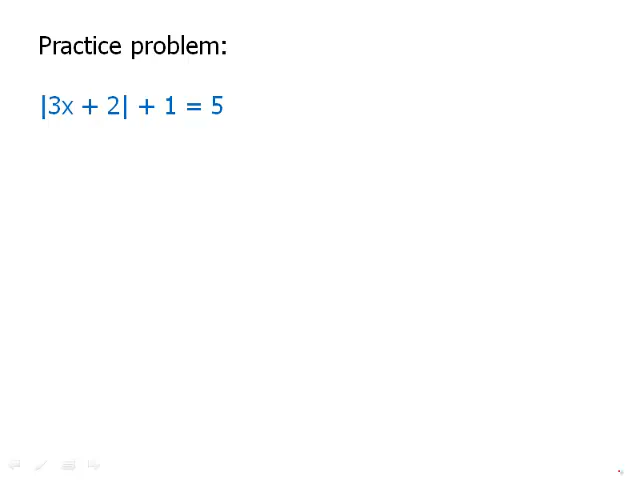 Practice problem:
|3x + 2| + 1 = 5